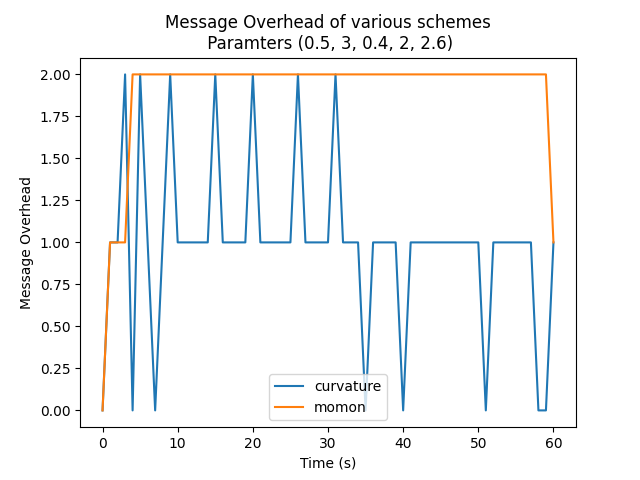 Message Overhead of various schemes
Paramters (0.5, 3, 0.4, 2, 2.6)
Message Overhead
2.00
1.75
1.50
1.25
1.00
0.75
0.50
0.25
0.00
curvature
momon
0 10 20 30 40 50 60
Time (s)